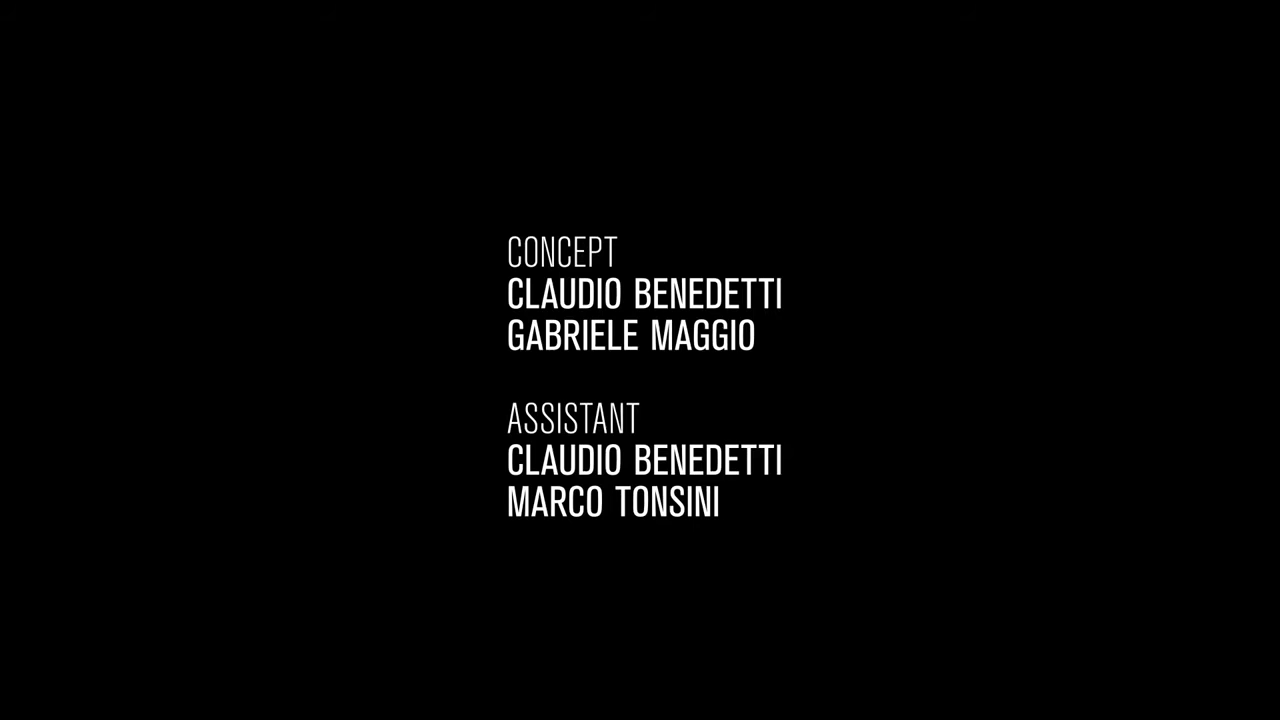 CONCEPT
CLAUDIO BENEDETTI
GABRIELE MAGGIO
ASSISTANT
CLAUDIO BENEDETTI
MARCO TONSINI